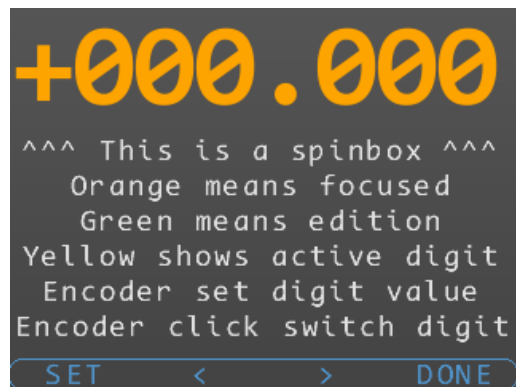 +000.000
^^^ This is a spinbox ^^^
Orange means focused
Green means edition
Yellow shows active digit
Encoder set digit value
Encoder click switch digit
SET < > DONE